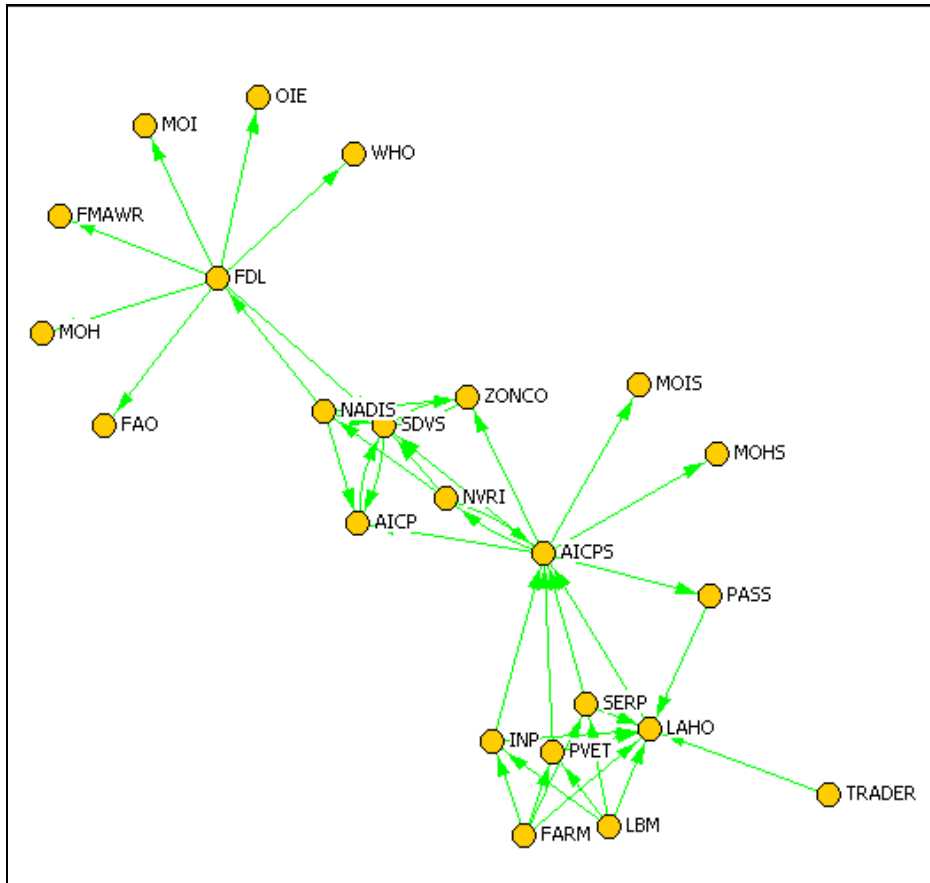 OIE
MOI
WHO
FMAWR
FDL
MOH
MOIS
ZONCO
NADIS
SDVS
FAO
MOHS
NVRI
AICP
AICPS
PASS
SERP
LAHO
INP
PVET
TRADER
LBM
FARM